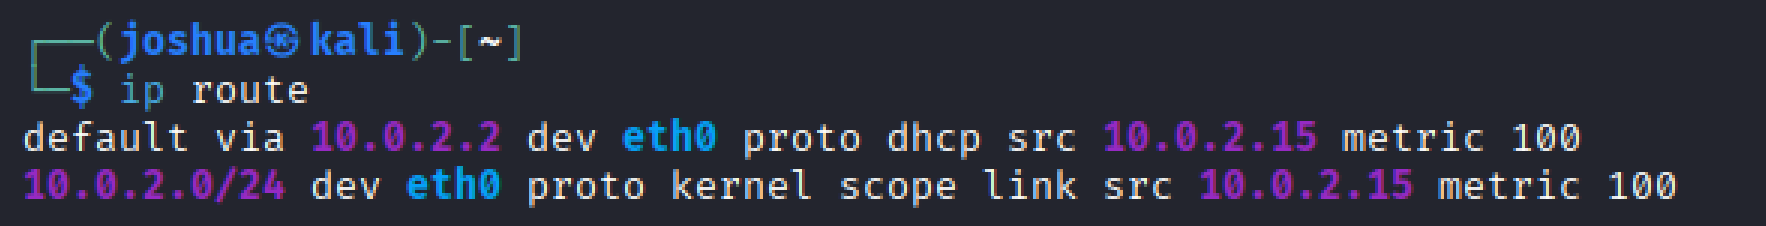 ┌──(joshua㉿kali)-[~]
└─$ ip route
default via 10.0.2.2 dev eth0 proto dhcp src 10.0.2.15 metric 100
10.0.2.0/24 dev eth0 proto kernel scope link src 10.0.2.15 metric 100